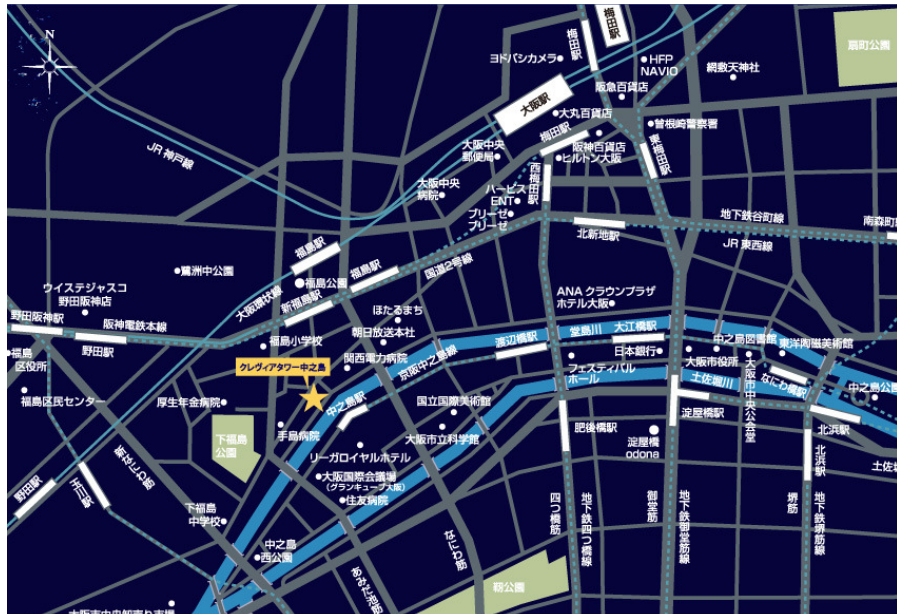 N
梅田駅
梅田駅
扇町公園
ヨドバシカメラ
HFP
NAVIO
網敷天神社
阪急百貨店
大阪駅
大丸百貨店
曽根崎警察署
梅田駅
JR 神戸線
大阪中央
郵便局
阪神百貨店
ヒルトン大阪
東梅田駅
大阪中央
病院
西梅田駅
ハービス
ENT
ブリーゼ
ブリーゼ
地下鉄谷町線
南森町
北新地駅
JR 東西線
福島駅
福島駅
国道2号線
鷺洲中公園
福島公園
大阪環状線
新福島駅
ウイステジャスコ
野田阪神店
ANA クラウンプラザ
ホテル大阪
ほたるまち
野田阪神駅
阪神電鉄本線
朝日放送本社
堂島川
大江橋駅
渡辺橋駅
中之島図書館
東洋陶磁美術館
野田駅
福島小学校
関西電力病院
京阪中之島線
日本銀行
大阪市役所
福島
区役所
クレヴィアタワー中之島
フェスティバル
ホール
土佐堀川
大阪市中央公会堂
なにわ橋駅
中之島公園
福島区民センター
厚生年金病院
中之島駅
国立国際美術館
淀屋橋駅
北浜駅
手島病院
下福島
公園
大阪市立科学館
肥後橋駅
淀屋橋
odona
新なにわ筋
リーガロイヤルホテル
北浜駅
野田駅
玉川駅
大阪国際会議場
(グランキューブ大阪)
住友病院
土佐堀
下福島
中学校
四つ橋筋
地下鉄四つ橋線
御堂筋
地下鉄御堂筋線
堺筋
地下鉄堺筋線
中之島
西公園
なにわ筋
あみだ池筋
靱公園
大阪市中央卸売り市場